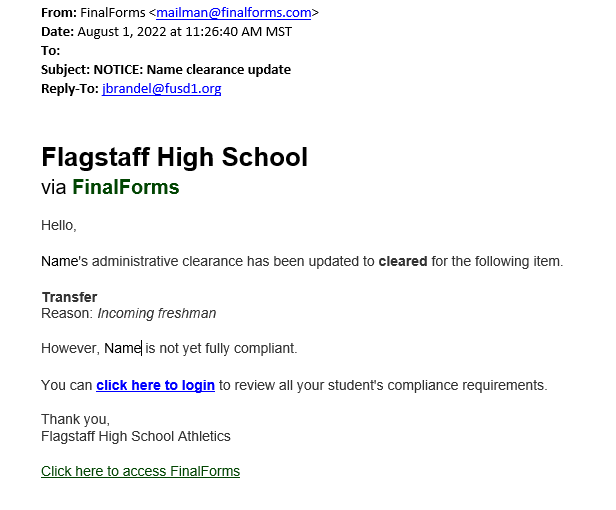 From: FinalForms <mailman@finalforms.com>
Date: August 1, 2022 at 11:26:40 AM MST
To:
Subject: NOTICE: Name clearance update
Reply-To: jbrandel@fusd1.org
Flagstaff High School
via FinalForms
Hello,
Name's administrative clearance has been updated to cleared for the following item.
Transfer
Reason: Incoming freshman
However, Name is not yet fully compliant.
You can click here to login to review all your student's compliance requirements.
Thank you,
Flagstaff High School Athletics
Click here to access FinalForms